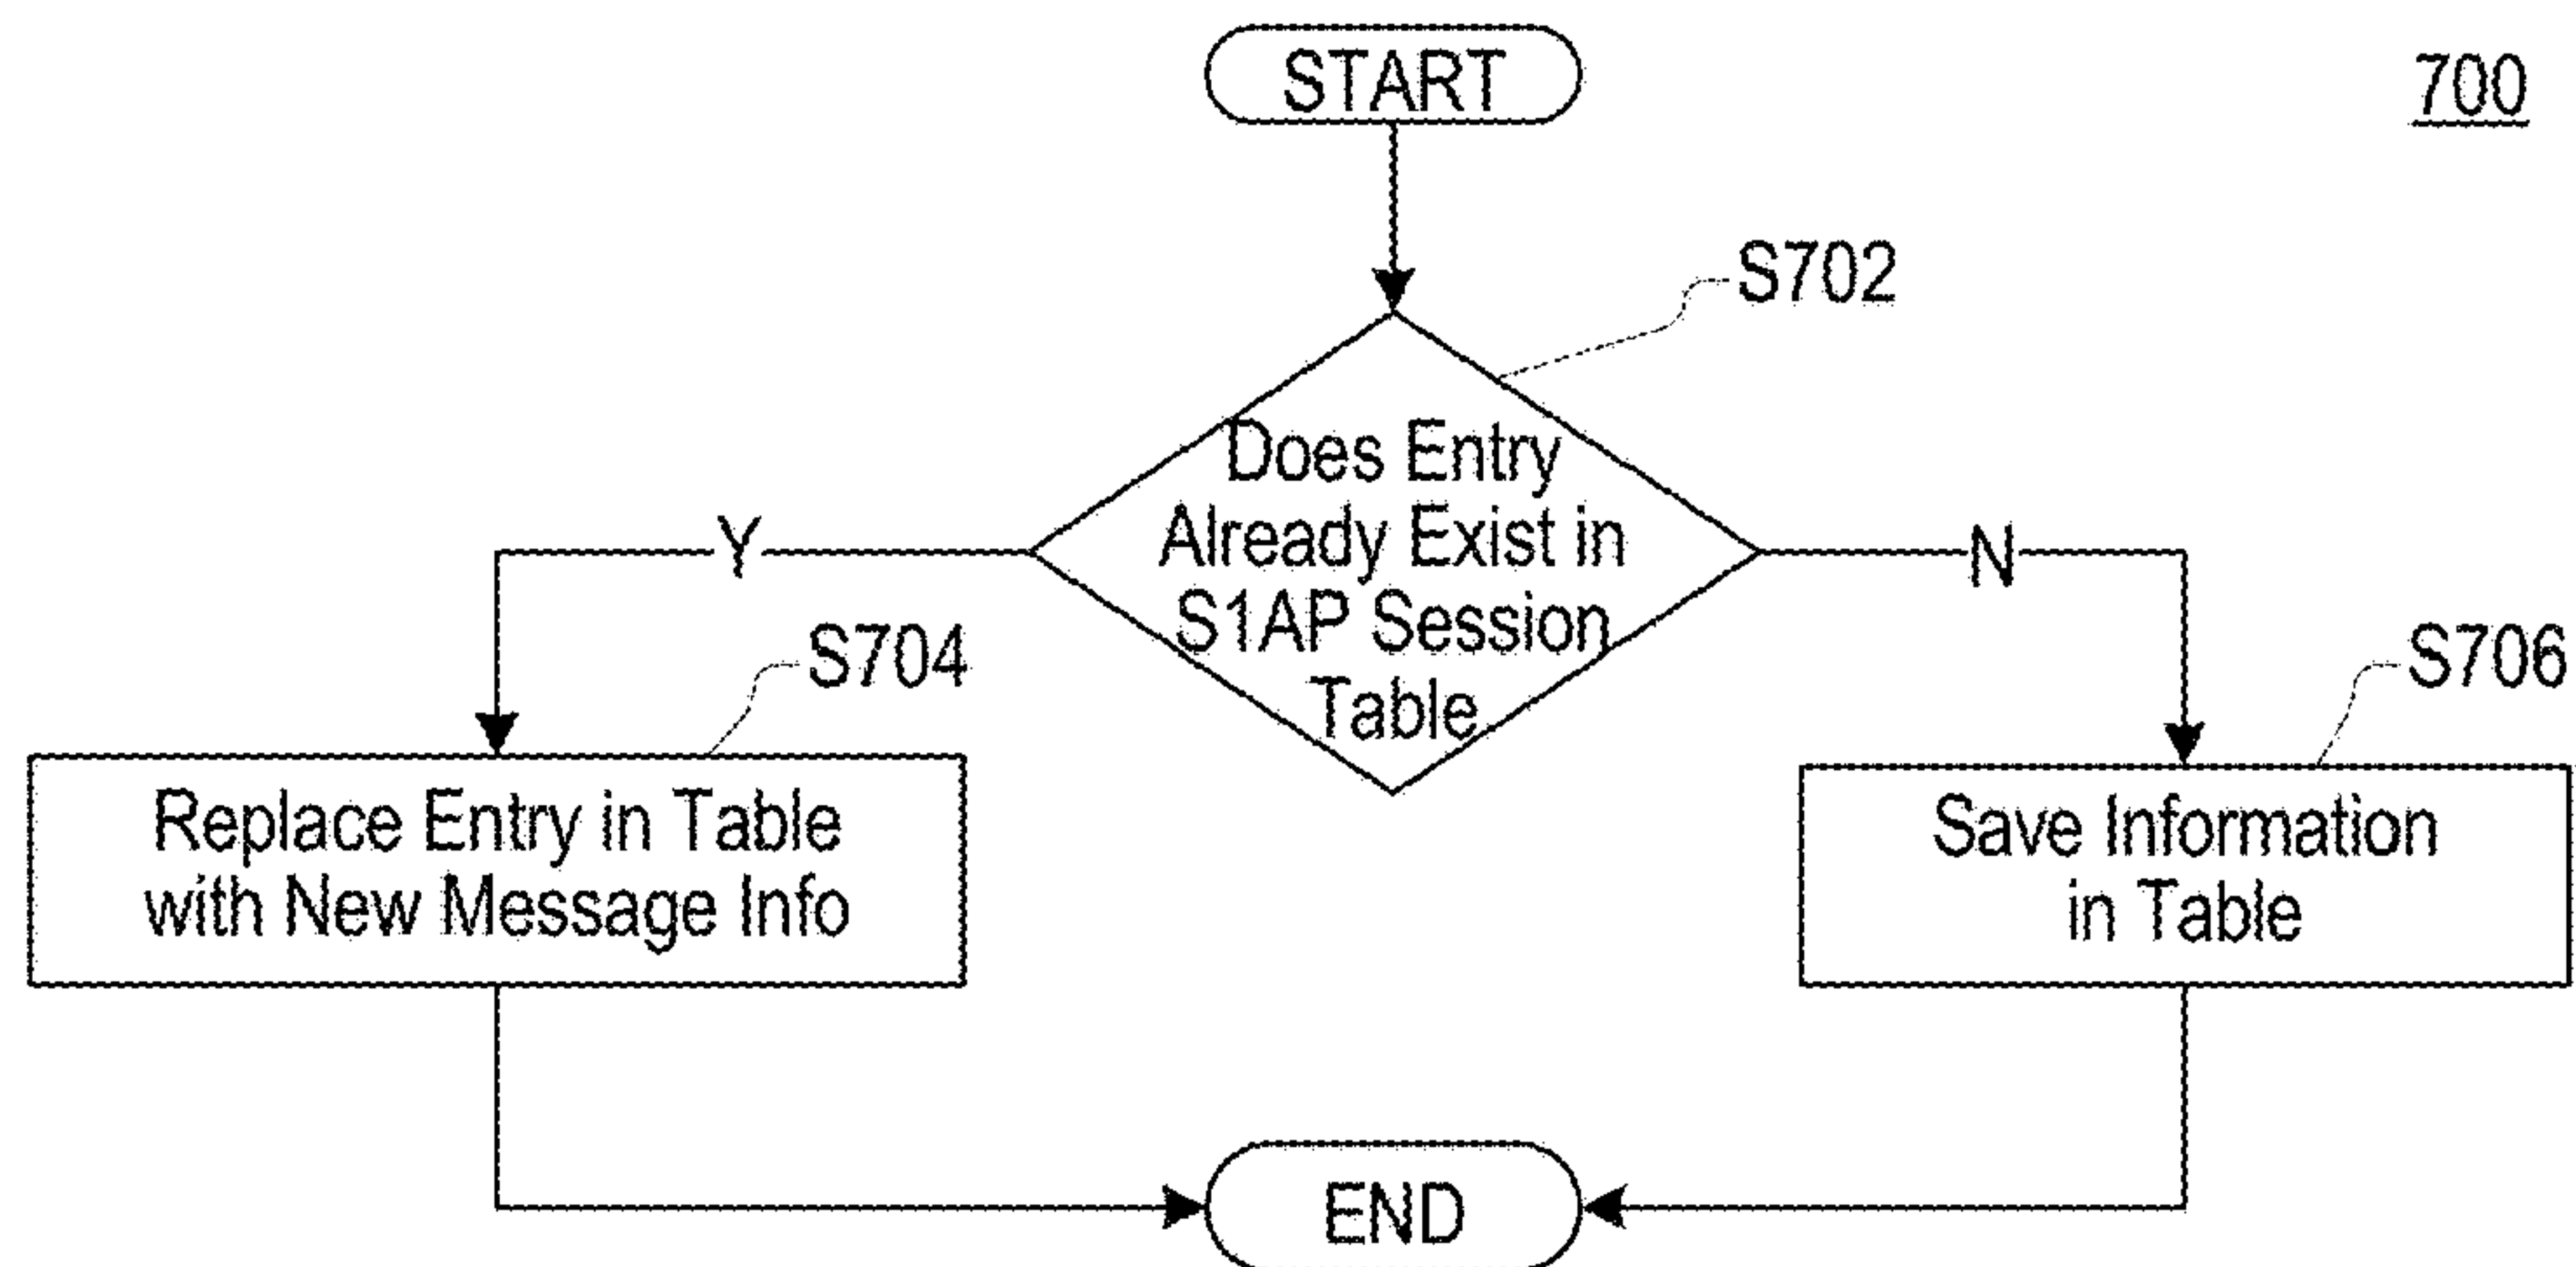 START
700
S702
Does Entry
Already Exist in
S1AP Session
Table
Y
N
S704
S706
Replace Entry in Table
with New Message Info
Save Information
in Table
END